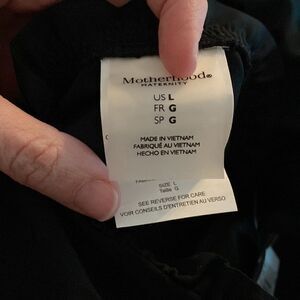 Motherhood®
MATERNITY
US L
FR G
SP G
MADE IN VIETNAM
FABRIQUÉ AU VIETNAM
HECHO EN VIETNAM
SIZE L
Taille G
SEE REVERSE FOR CARE
VOIR CONSEILS D'ENTRETIEN AU VERSO